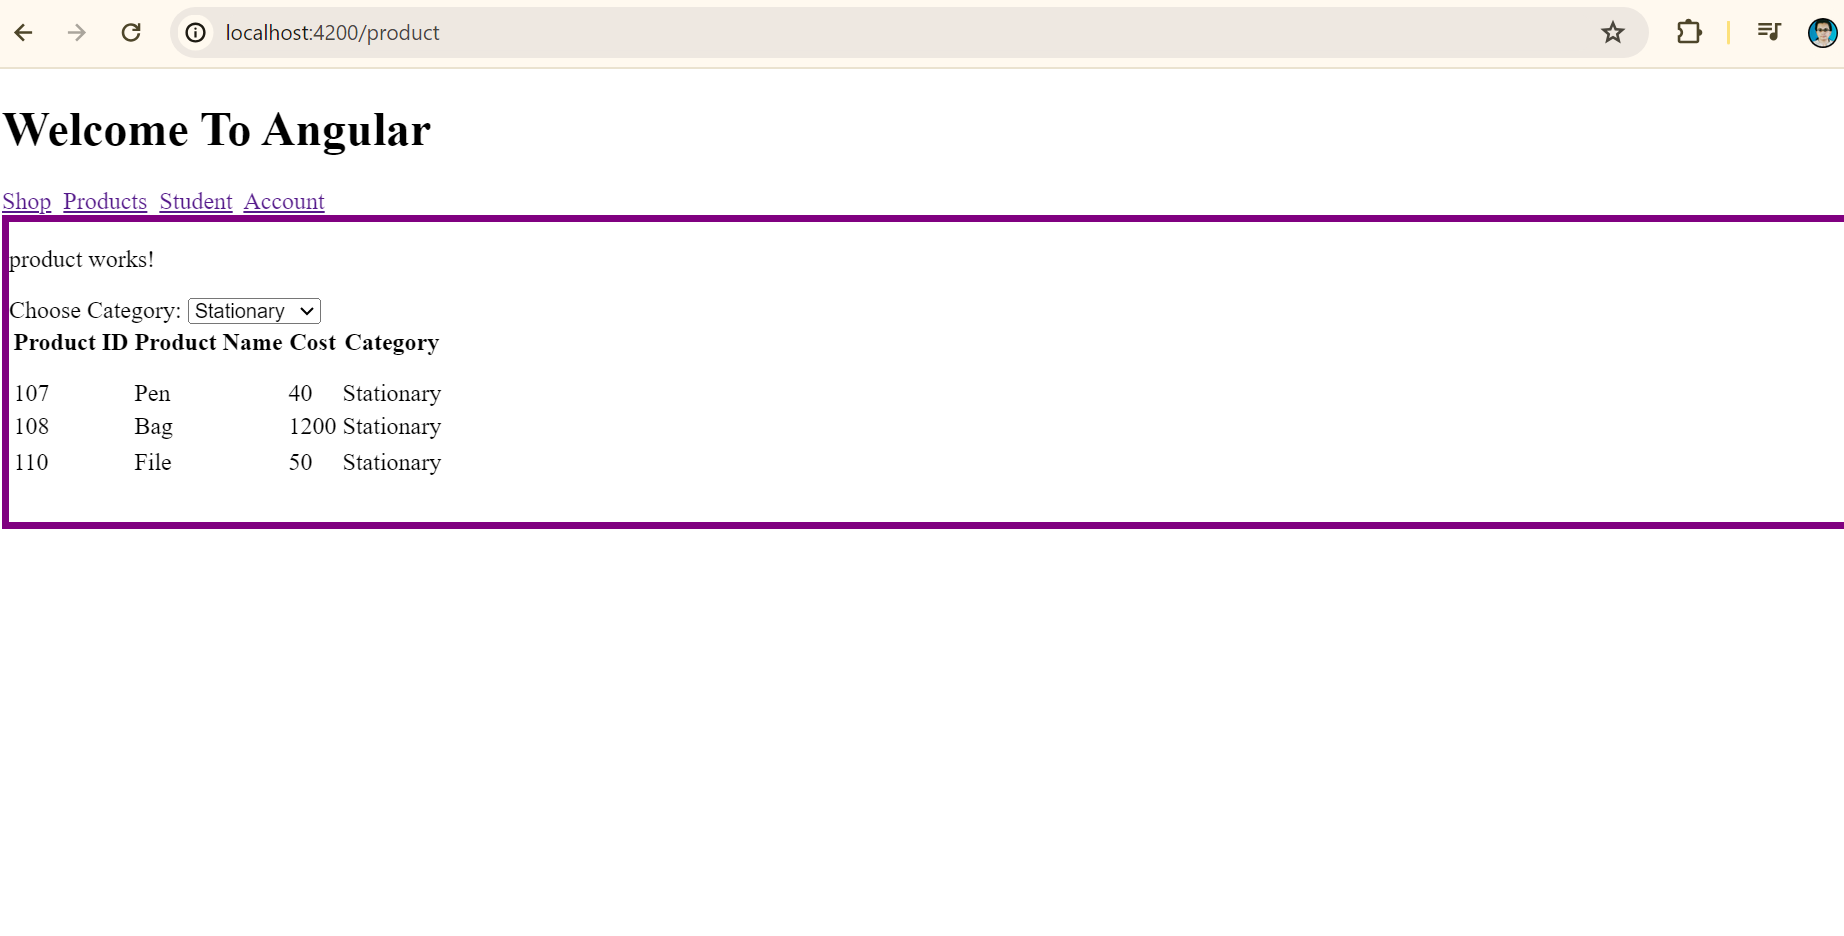 localhost:4200/product
Welcome To Angular
Shop Products Student Account
product works!
Choose Category: Stationary
Product ID Product Name Cost Category
107 Pen 40 Stationary
108 Bag 1200 Stationary
110 File 50 Stationary